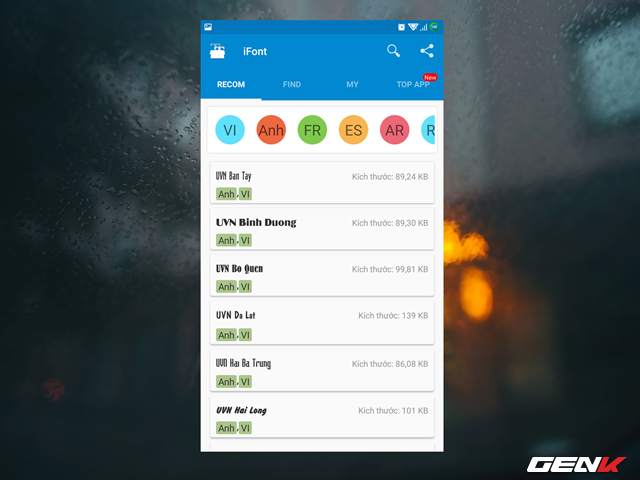 iFont
RECOM FIND MY TOP APP New
VI Anh FR ES AR R
UVN Ban Tay Kích thước: 89,24 KB
Anh , VI
UVN Binh Duong Kích thước: 89,30 KB
Anh , VI
UVN Bo Quen Kích thước: 99,81 KB
Anh , VI
UVN Da Lat Kích thước: 139 KB
Anh , VI
UVN Hai Ba Trung Kích thước: 86,08 KB
Anh , VI
UVN Hai Long Kích thước: 101 KB
Anh , VI
GENK